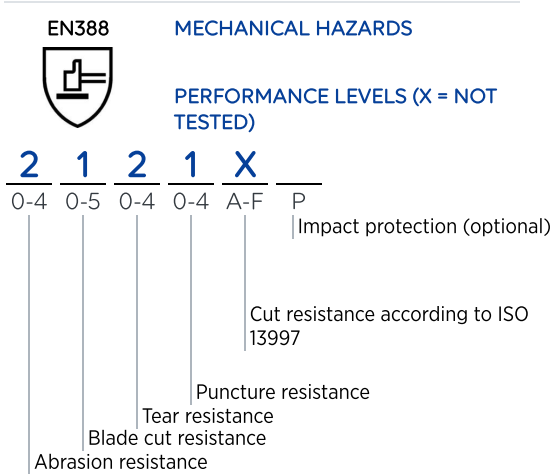 EN388
MECHANICAL HAZARDS
PERFORMANCE LEVELS (X = NOT
TESTED)
2 1 2 1 X
0-4 0-5 0-4 0-4 A-F P
Impact protection (optional)
Cut resistance according to ISO
13997
Puncture resistance
Tear resistance
Blade cut resistance
Abrasion resistance